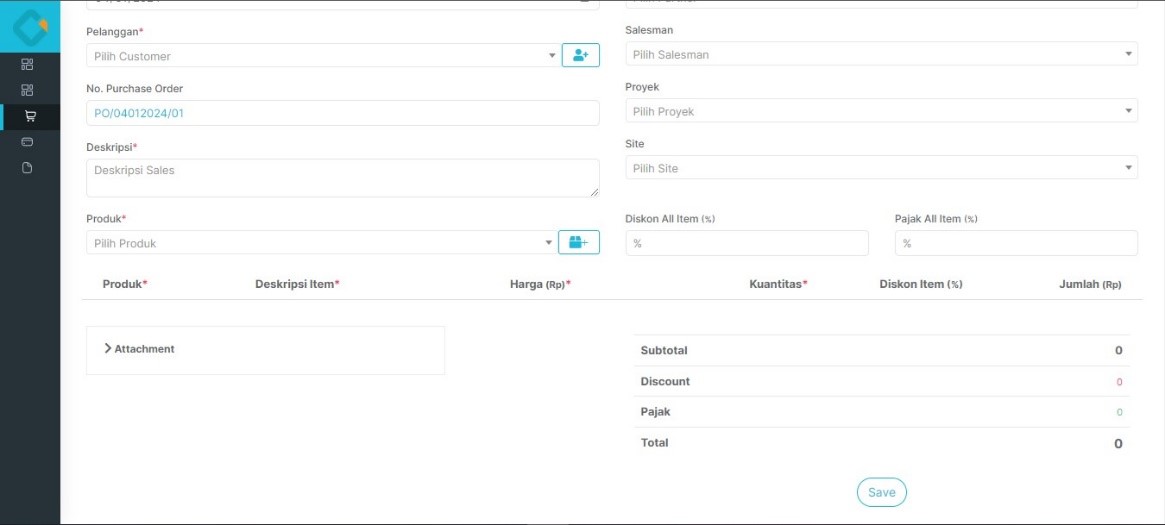 Pelanggan*
Pilih Customer
No. Purchase Order
PO/04012024/01
Deskripsi*
Deskripsi Sales
Produk*
Pilih Produk
Salesman
Pilih Salesman
Proyek
Pilih Proyek
Site
Pilih Site
Diskon All Item (%)
%
Pajak All Item (%)
%
Produk* Deskripsi Item* Harga (Rp)* Kuantitas* Diskon Item (%) Jumlah (Rp)
Attachment
Subtotal 0
Discount 0
Pajak 0
Total 0
Save